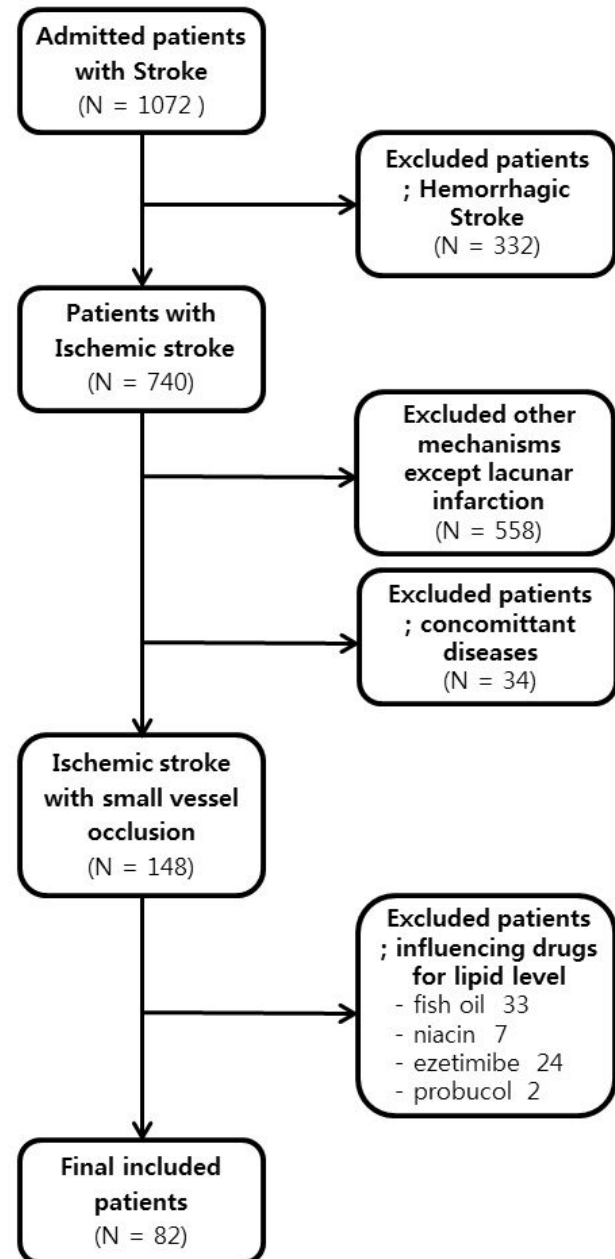 Admitted patients
with Stroke
(N = 1072 )
Excluded patients
; Hemorrhagic
Stroke
(N = 332)
Patients with
Ischemic stroke
(N = 740)
Excluded other
mechanisms
except lacunar
infarction
(N = 558)
Excluded patients
; concomittant
diseases
(N = 34)
Ischemic stroke
with small vessel
occlusion
(N = 148)
Excluded patients
; influencing drugs
for lipid level
- fish oil 33
- niacin 7
- ezetimibe 24
- probucol 2
Final included
patients
(N = 82)